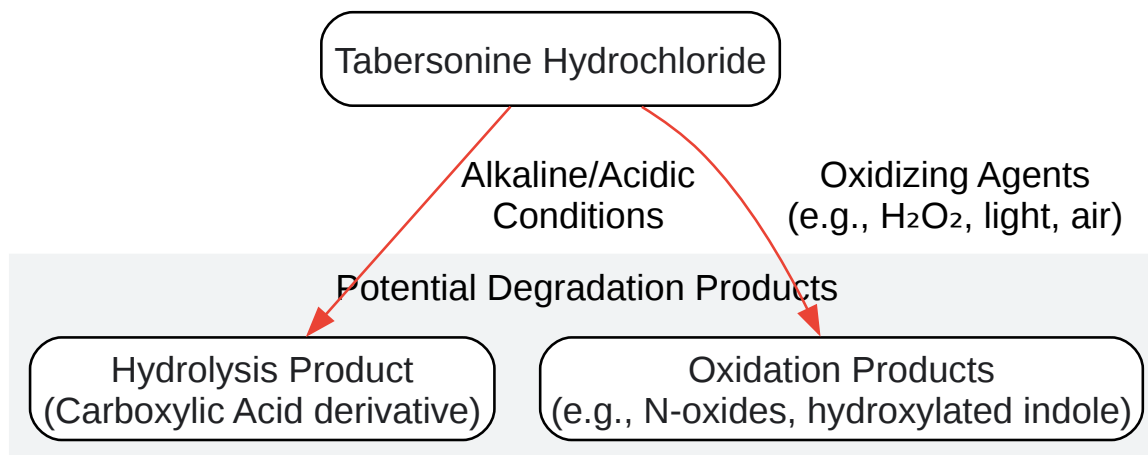 Tabersonine Hydrochloride
Alkaline/Acidic
Conditions
Oxidizing Agents
(e.g., H₂O₂, light, air)
Potential Degradation Products
Hydrolysis Product
(Carboxylic Acid derivative)
Oxidation Products
(e.g., N-oxides, hydroxylated indole)